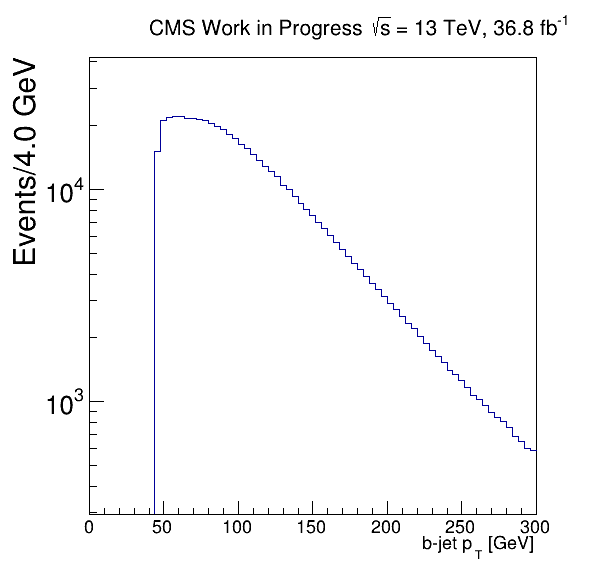 CMS Work in Progress √s = 13 TeV, 36.8 fb⁻¹
Events/4.0 GeV
10⁴
10³
0 50 100 150 200 250 300
b-jet p_T [GeV]